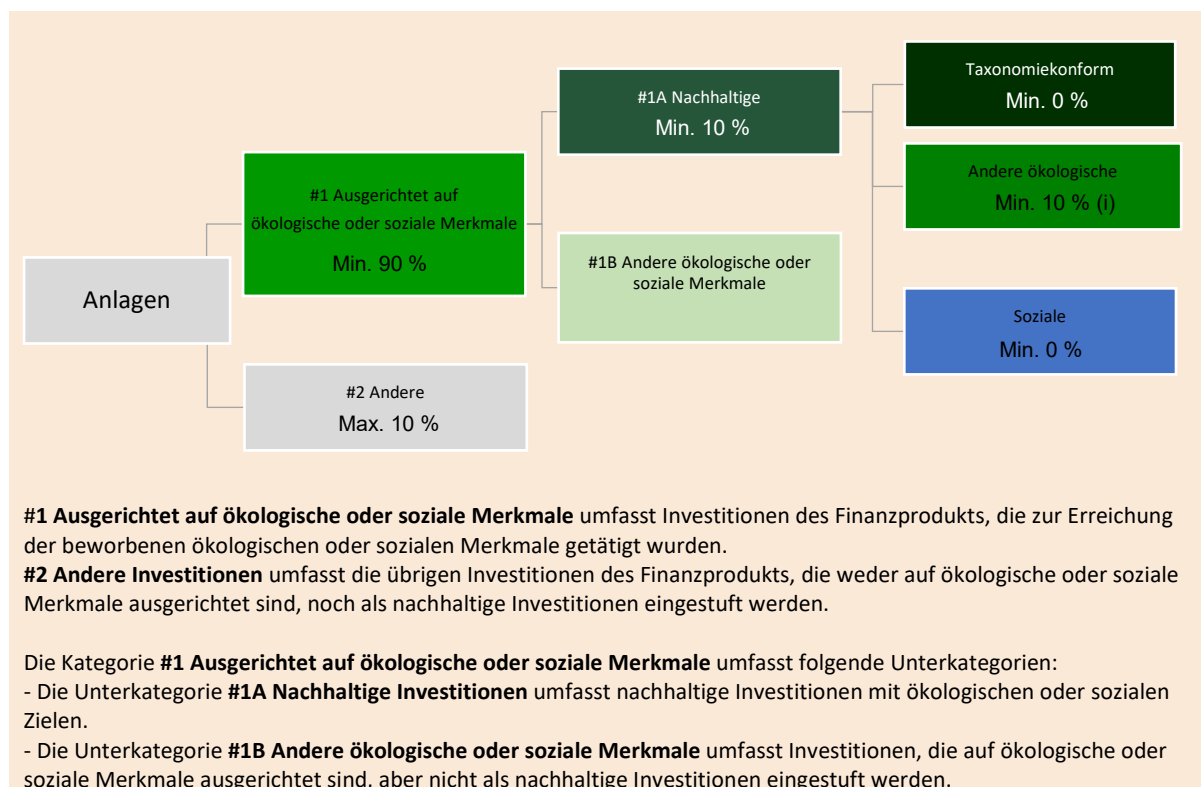 Anlagen
#1 Ausgerichtet auf
ökologische oder soziale Merkmale
Min. 90 %
#2 Andere
Max. 10 %
#1A Nachhaltige
Min. 10 %
#1B Andere ökologische oder
soziale Merkmale
Taxonomiekonform
Min. 0 %
Andere ökologische
Min. 10 % (i)
Soziale
Min. 0 %
#1 Ausgerichtet auf ökologische oder soziale Merkmale umfasst Investitionen des Finanzprodukts, die zur Erreichung
der beworbenen ökologischen oder sozialen Merkmale getätigt wurden.
#2 Andere Investitionen umfasst die übrigen Investitionen des Finanzprodukts, die weder auf ökologische oder soziale
Merkmale ausgerichtet sind, noch als nachhaltige Investitionen eingestuft werden.
Die Kategorie #1 Ausgerichtet auf ökologische oder soziale Merkmale umfasst folgende Unterkategorien:
- Die Unterkategorie #1A Nachhaltige Investitionen umfasst nachhaltige Investitionen mit ökologischen oder sozialen
Zielen.
- Die Unterkategorie #1B Andere ökologische oder soziale Merkmale umfasst Investitionen, die auf ökologische oder
soziale Merkmale ausgerichtet sind, aber nicht als nachhaltige Investitionen eingestuft werden.